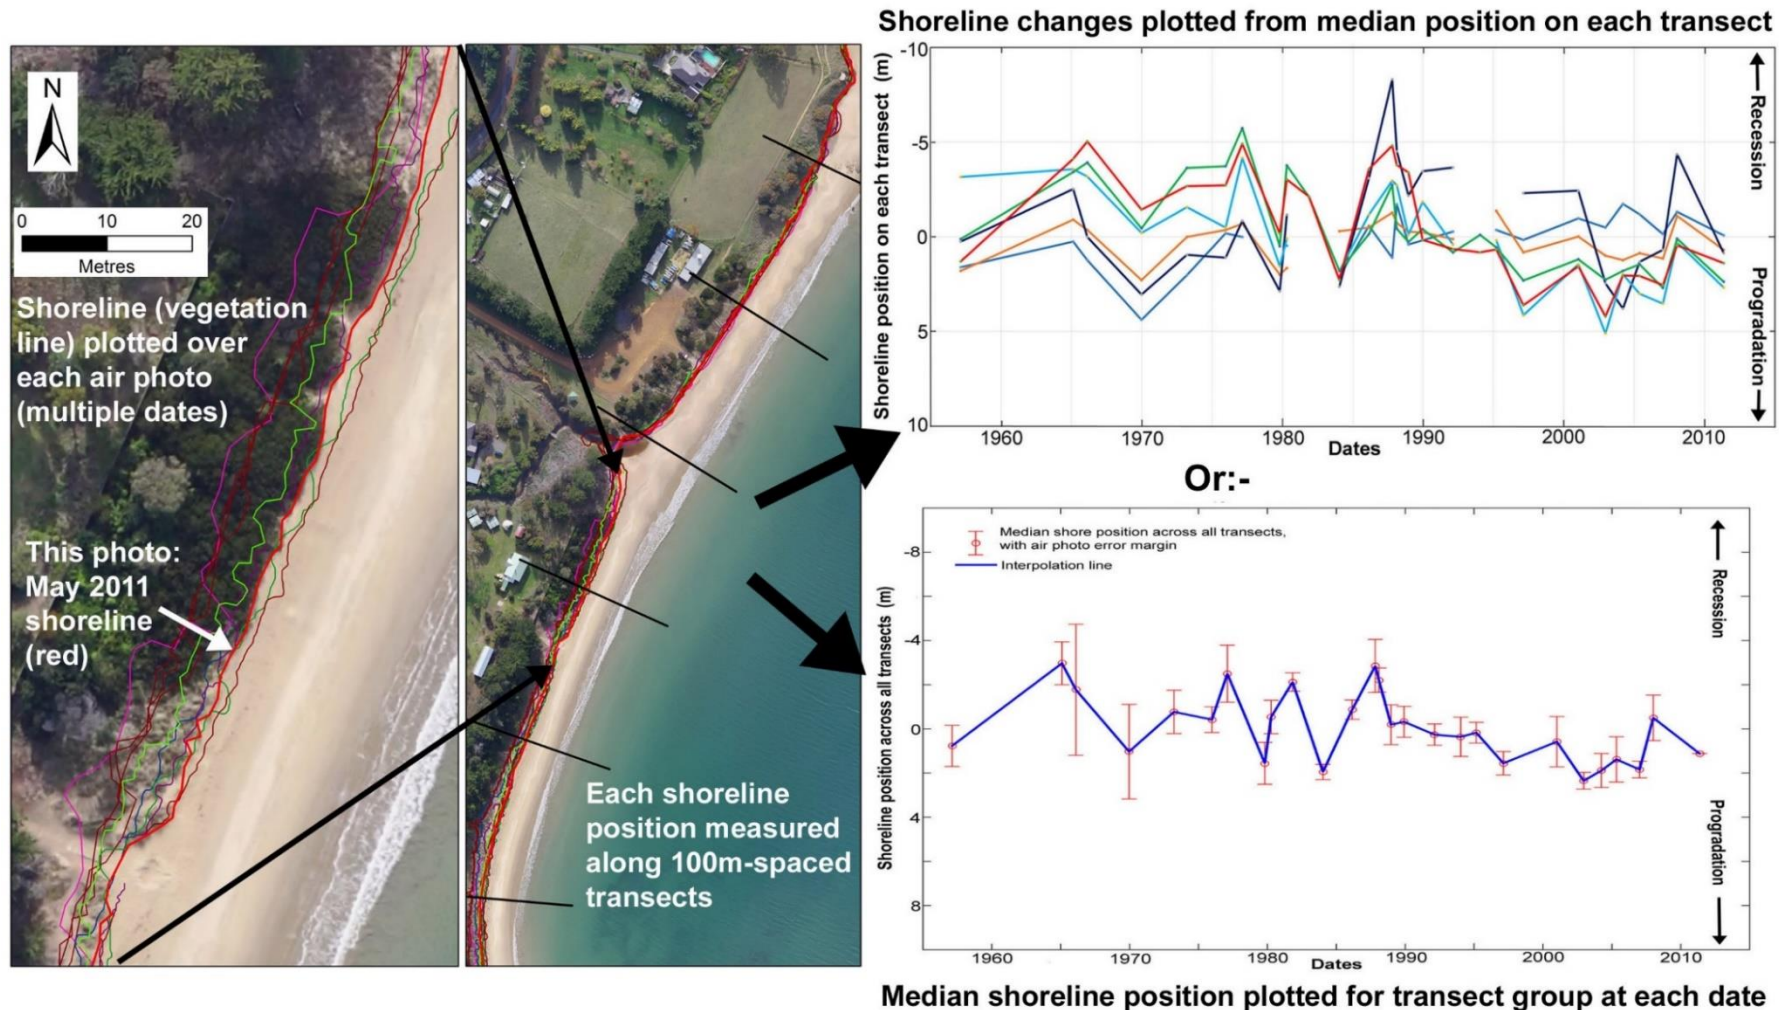 N
0 10 20
Metres
Shoreline (vegetation
line) plotted over
each air photo
(multiple dates)
This photo:
May 2011
shoreline
(red)
Each shoreline
position measured
along 100m-spaced
transects
Shoreline changes plotted from median position on each transect
Shoreline position on each transect (m)
-10
-5
0
5
10
1960 1970 1980 1990 2000 2010
Dates
Recession
Progradation
Or:-
Median shore position across all transects,
with air photo error margin
Interpolation line
Shoreline position across all transects (m)
-8
-4
0
4
8
1960 1970 1980 1990 2000 2010
Dates
Recession
Progradation
Median shoreline position plotted for transect group at each date